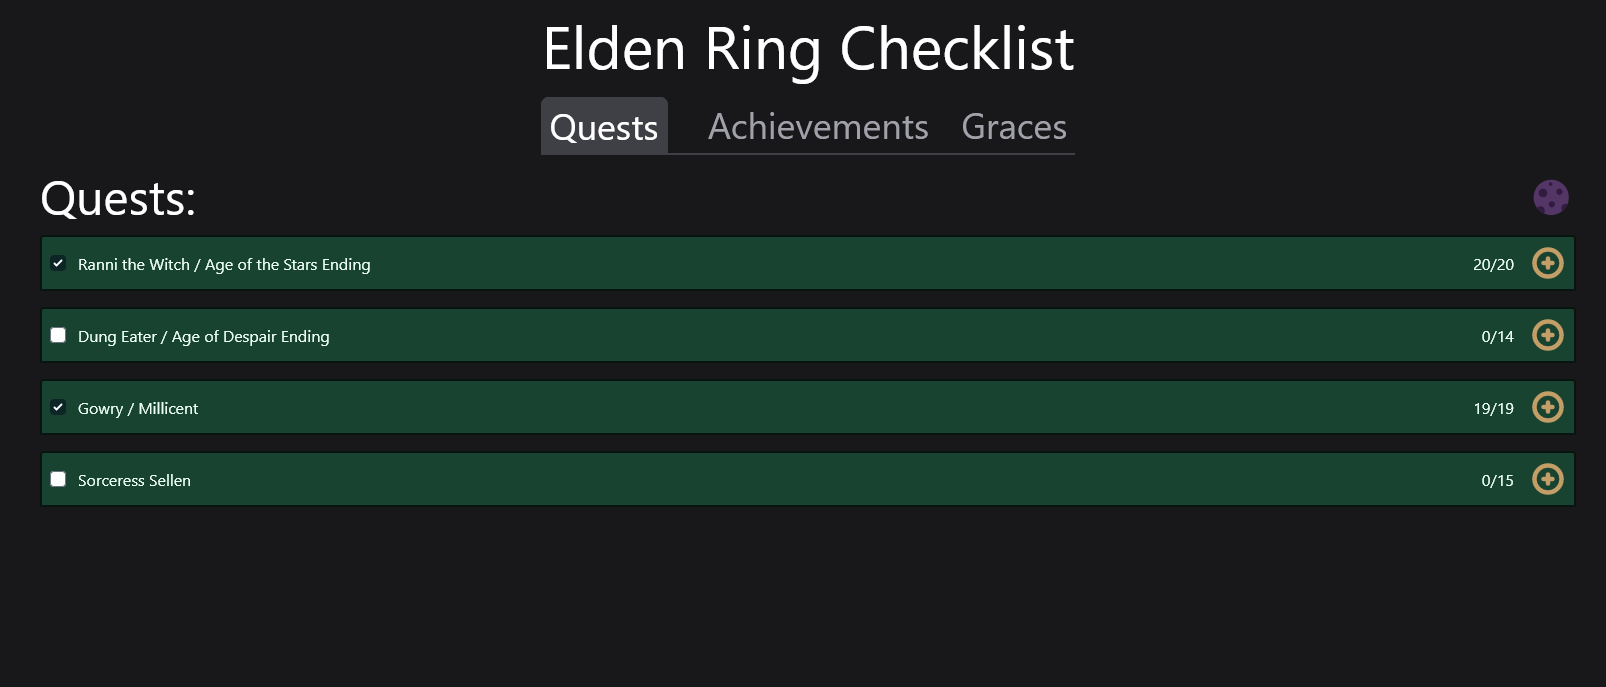 Elden Ring Checklist
Quests Achievements Graces
Quests:
Ranni the Witch / Age of the Stars Ending 20/20
Dung Eater / Age of Despair Ending 0/14
Gowry / Millicent 19/19
Sorceress Sellen 0/15